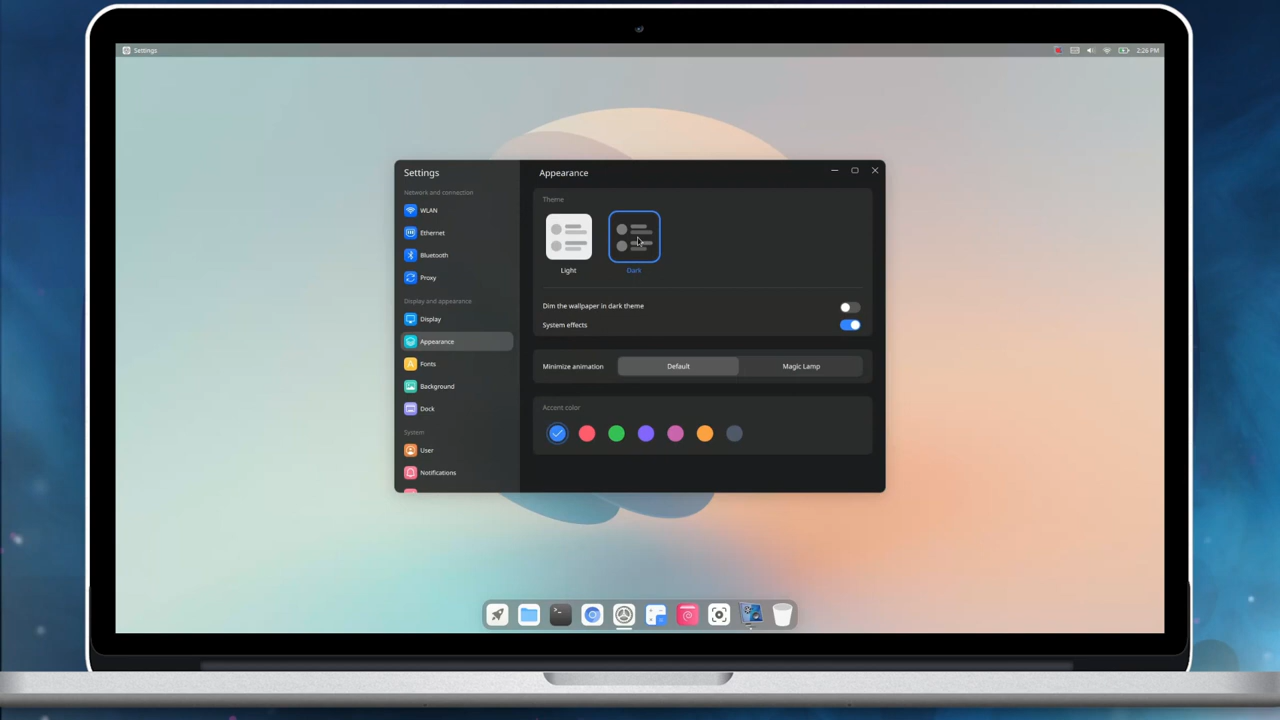 Settings
2:26 PM
Settings
Network and connection
WLAN
Ethernet
Bluetooth
Proxy
Display and appearance
Display
Appearance
Fonts
Background
Dock
System
User
Notifications
Appearance
Theme
Light
Dark
Dim the wallpaper in dark theme
System effects
Minimize animation
Default
Magic Lamp
Accent color